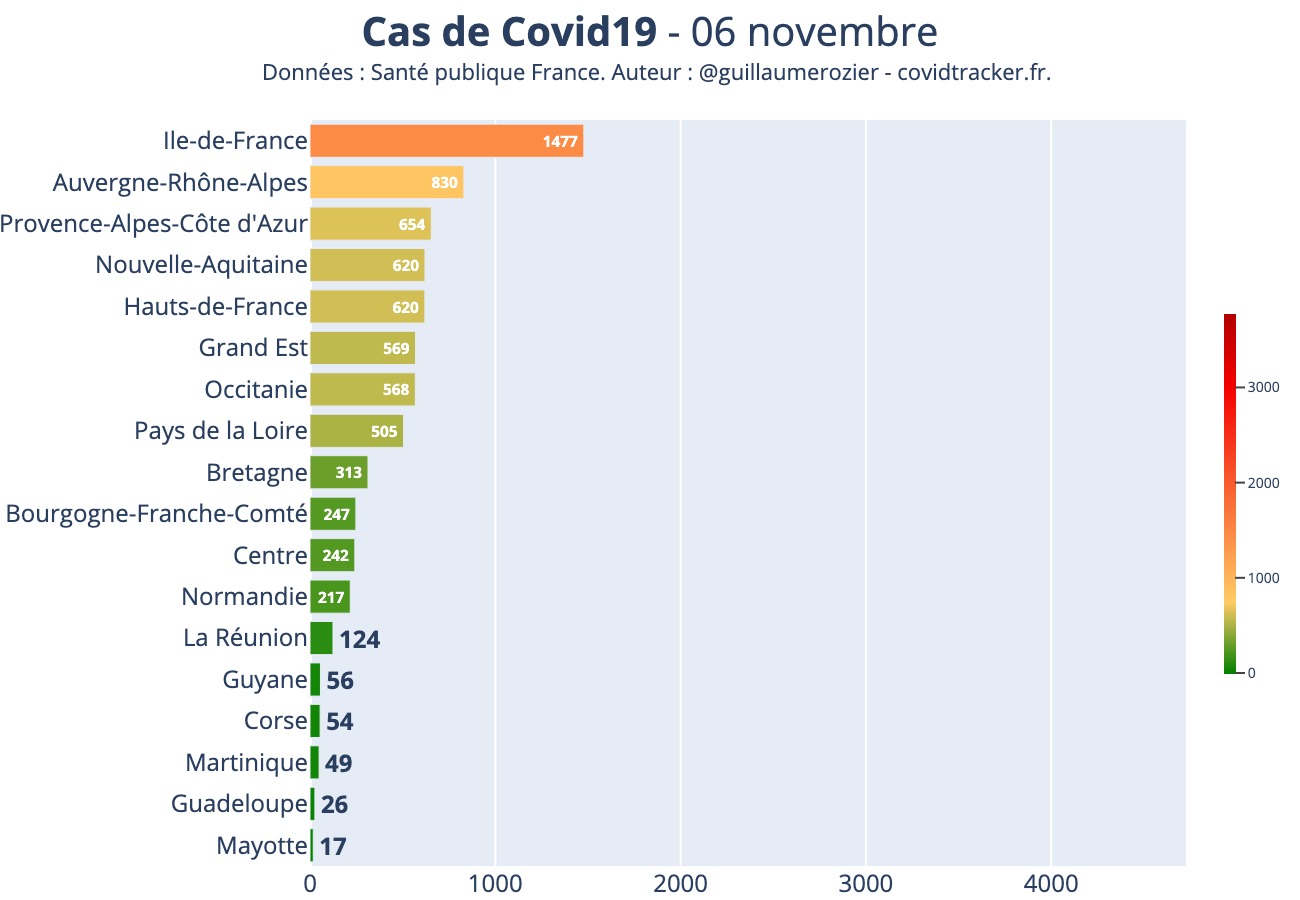 Cas de Covid19 - 06 novembre
Données : Santé publique France. Auteur : @guillaumerozier - covidtracker.fr.
Ile-de-France 1477
Auvergne-Rhône-Alpes 830
Provence-Alpes-Côte d'Azur 654
Nouvelle-Aquitaine 620
Hauts-de-France 620
Grand Est 569
Occitanie 568
Pays de la Loire 505
Bretagne 313
Bourgogne-Franche-Comté 247
Centre 242
Normandie 217
La Réunion 124
Guyane 56
Corse 54
Martinique 49
Guadeloupe 26
Mayotte 17
0 1000 2000 3000 4000
3000
2000
1000
0